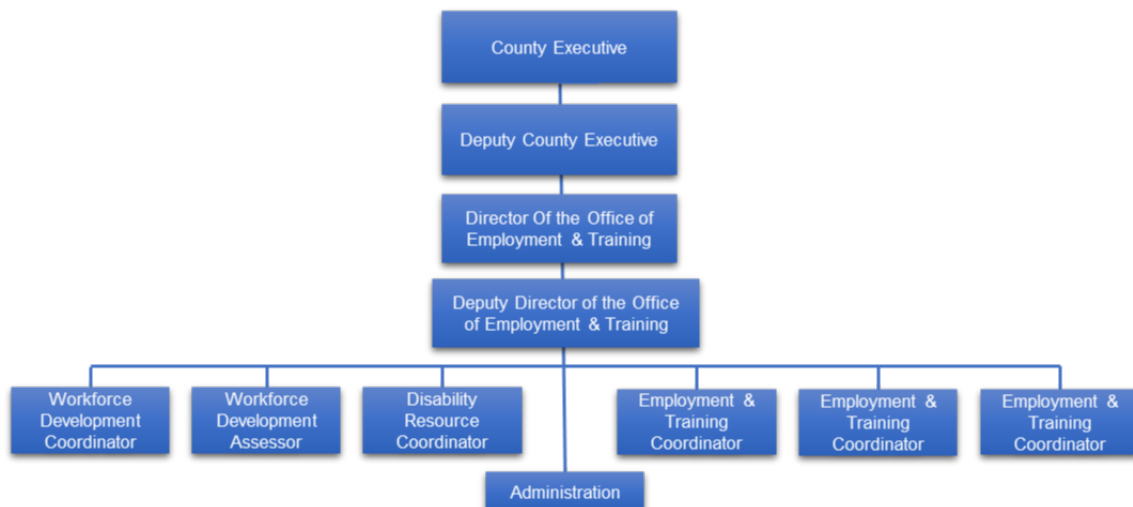 County Executive
Deputy County Executive
Director Of the Office of
Employment & Training
Deputy Director of the Office
of Employment & Training
Workforce
Development
Coordinator
Workforce
Development
Assessor
Disability
Resource
Coordinator
Employment &
Training
Coordinator
Employment &
Training
Coordinator
Employment &
Training
Coordinator
Administration